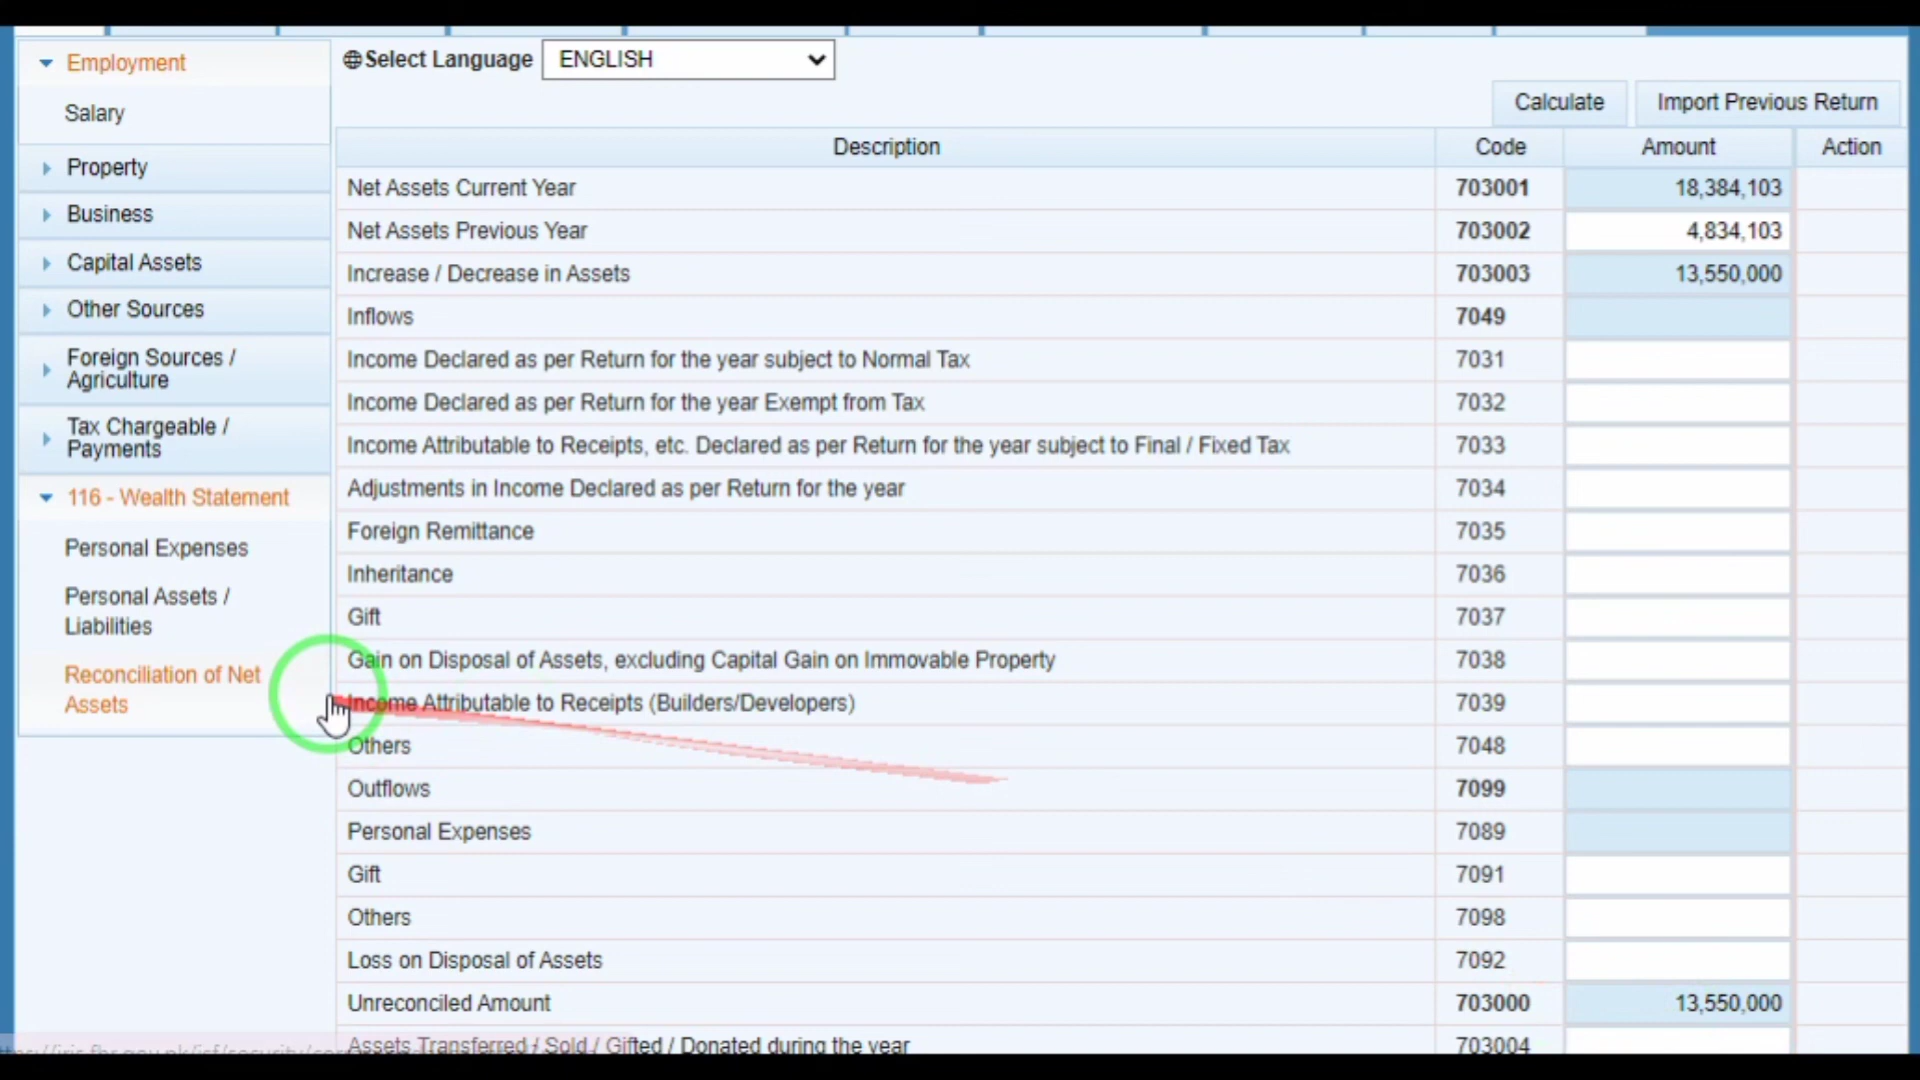 Employment
Salary
Property
Business
Capital Assets
Other Sources
Foreign Sources /
Agriculture
Tax Chargeable /
Payments
116 - Wealth Statement
Personal Expenses
Personal Assets /
Liabilities
Reconciliation of Net
Assets
Select Language ENGLISH
Calculate Import Previous Return
Description Code Amount Action
Net Assets Current Year 703001 18,384,103
Net Assets Previous Year 703002 4,834,103
Increase / Decrease in Assets 703003 13,550,000
Inflows 7049
Income Declared as per Return for the year subject to Normal Tax 7031
Income Declared as per Return for the year Exempt from Tax 7032
Income Attributable to Receipts, etc. Declared as per Return for the year subject to Final / Fixed Tax 7033
Adjustments in Income Declared as per Return for the year 7034
Foreign Remittance 7035
Inheritance 7036
Gift 7037
Gain on Disposal of Assets, excluding Capital Gain on Immovable Property 7038
Income Attributable to Receipts (Builders/Developers) 7039
Others 7048
Outflows 7099
Personal Expenses 7089
Gift 7091
Others 7098
Loss on Disposal of Assets 7092
Unreconciled Amount 703000 13,550,000
Assets Transferred / Sold / Gifted / Donated during the year 703004